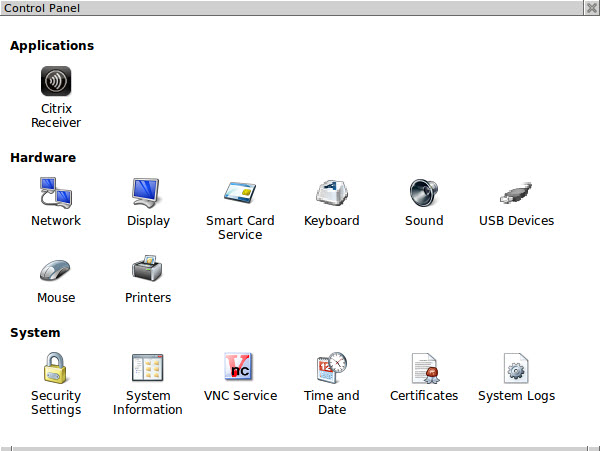 Control Panel
Applications
Citrix
Receiver
Hardware
Network Display Smart Card Keyboard Sound USB Devices
Service
Mouse Printers
System
Security System VNC Service Time and Certificates System Logs
Settings Information Date